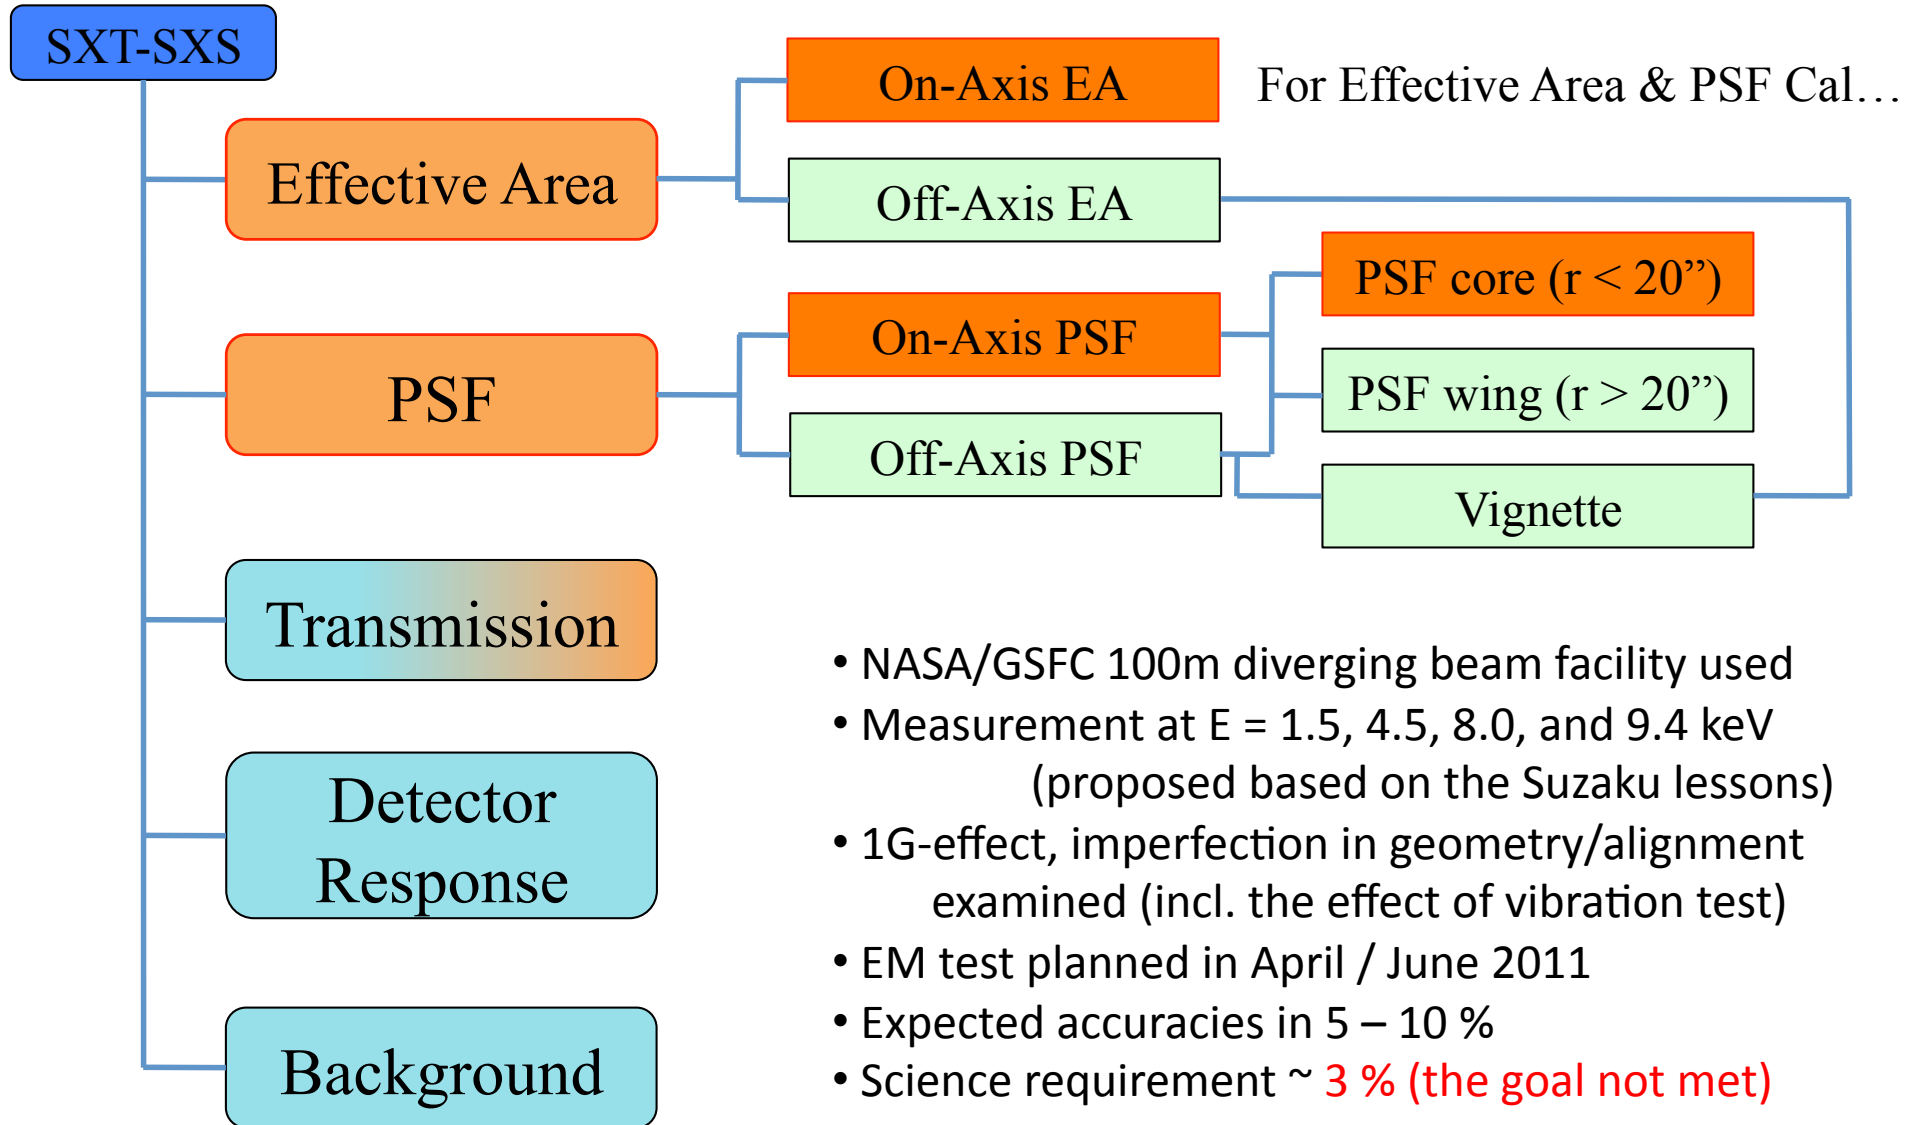 SXT-SXS
On-Axis EA
For Effective Area & PSF Cal…
Effective Area
Off-Axis EA
PSF core (r < 20”)
On-Axis PSF
PSF
PSF wing (r > 20”)
Off-Axis PSF
Vignette
Transmission
Detector
Response
Background
• NASA/GSFC 100m diverging beam facility used
• Measurement at E = 1.5, 4.5, 8.0, and 9.4 keV
(proposed based on the Suzaku lessons)
• 1G-effect, imperfection in geometry/alignment
examined (incl. the effect of vibration test)
• EM test planned in April / June 2011
• Expected accuracies in 5 – 10 %
• Science requirement ~ 3 % (the goal not met)